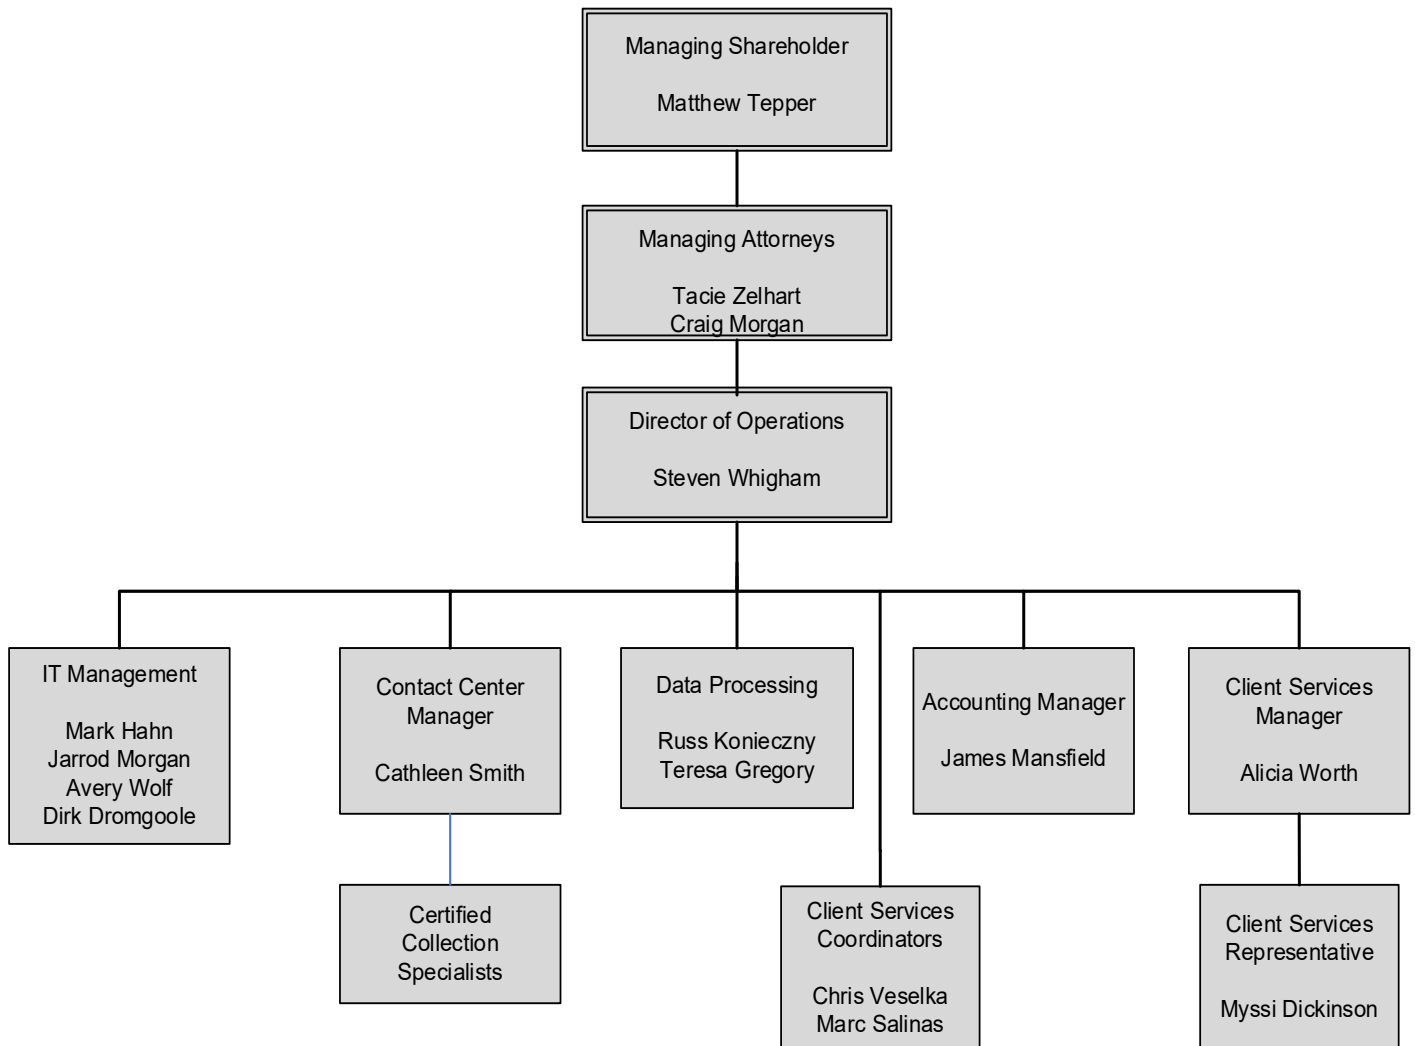 Managing Shareholder
Matthew Tepper
Managing Attorneys
Tacie Zelhart
Craig Morgan
Director of Operations
Steven Whigham
IT Management
Mark Hahn
Jarrod Morgan
Avery Wolf
Dirk Dromgoole
Contact Center
Manager
Cathleen Smith
Data Processing
Russ Konieczny
Teresa Gregory
Accounting Manager
James Mansfield
Client Services
Manager
Alicia Worth
Certified
Collection
Specialists
Client Services
Coordinators
Chris Veselka
Marc Salinas
Client Services
Representative
Myssi Dickinson